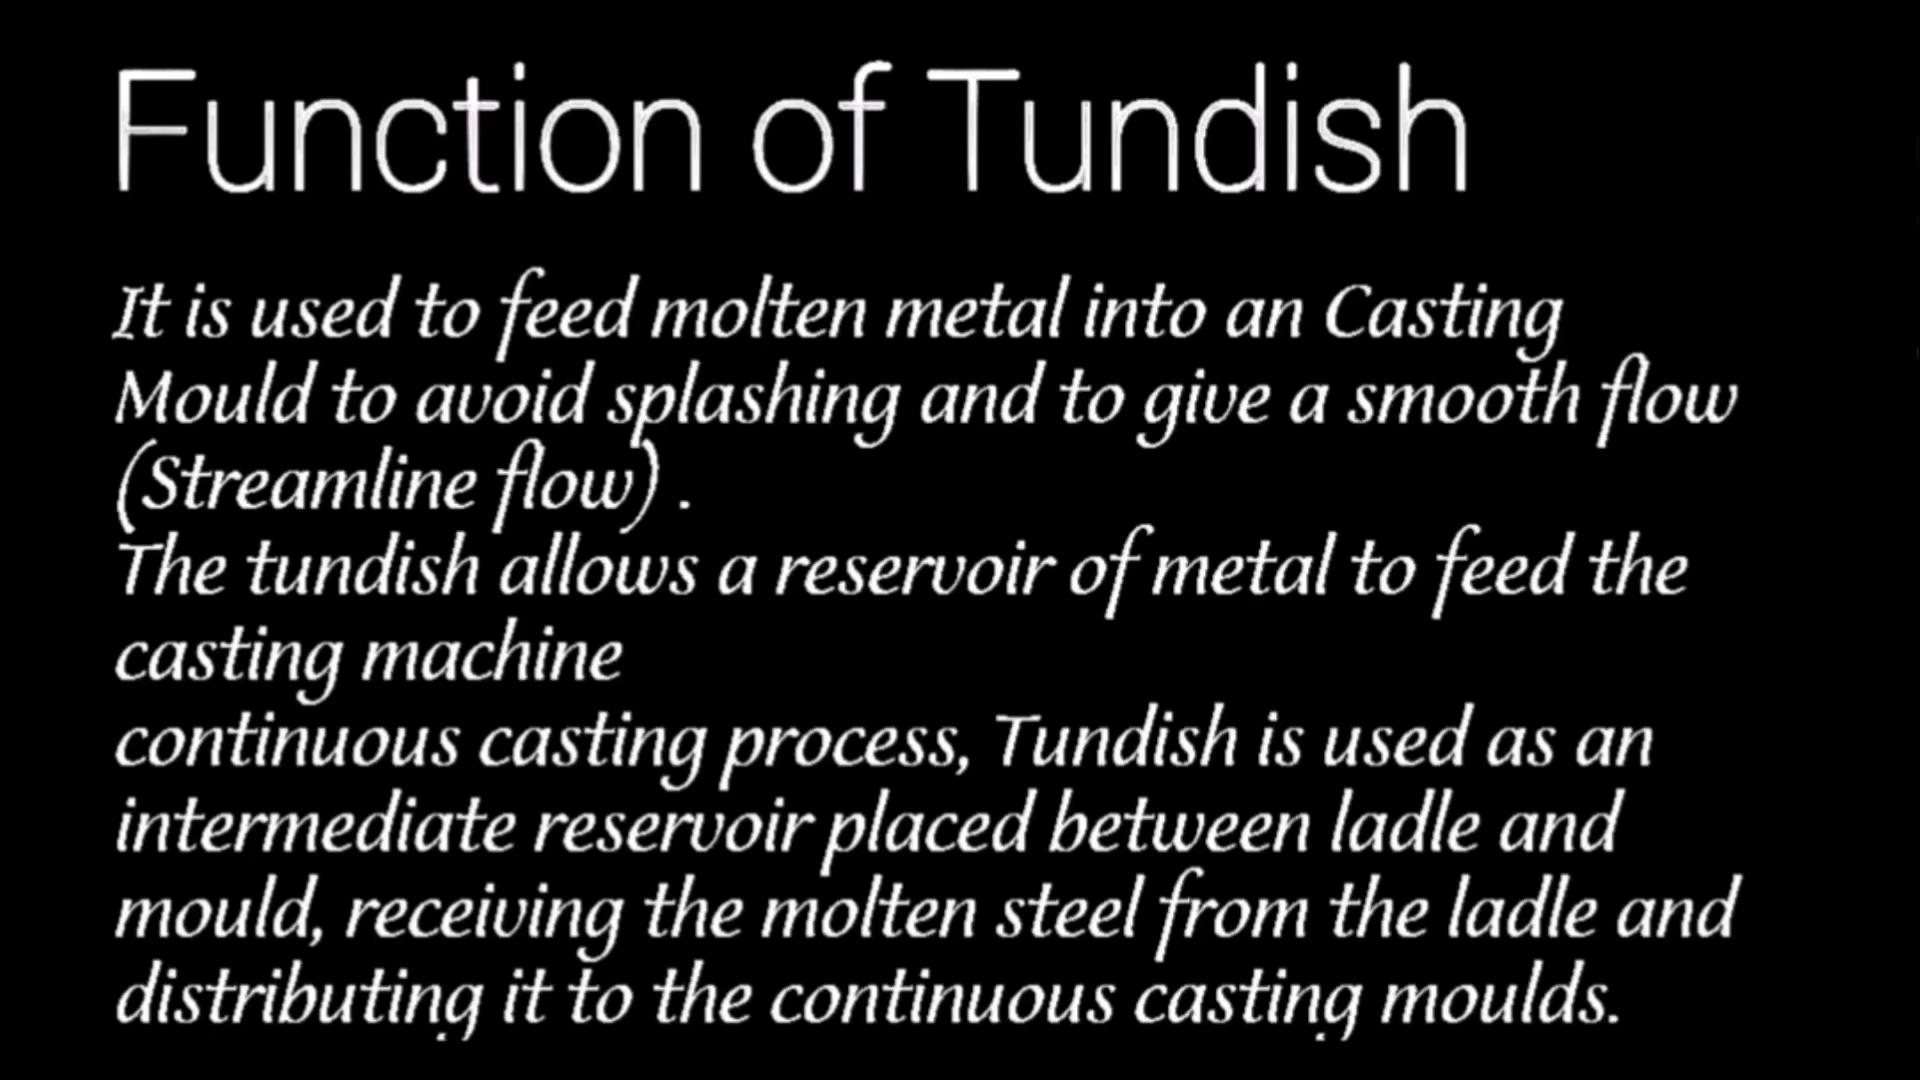 Function of Tundish
It is used to feed molten metal into an Casting
Mould to avoid splashing and to give a smooth flow
(Streamline flow) .
The tundish allows a reservoir of metal to feed the
casting machine
continuous casting process, Tundish is used as an
intermediate reservoir placed between ladle and
mould, receiving the molten steel from the ladle and
distributing it to the continuous casting moulds.